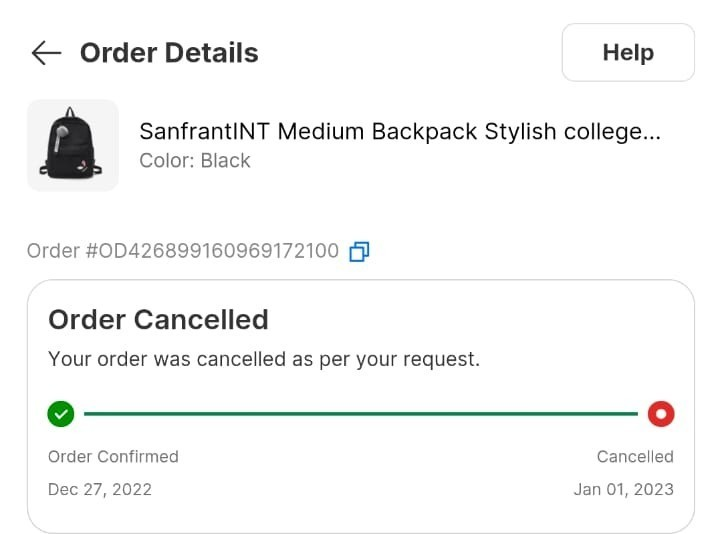 Order Details
Help
SanfrantINT Medium Backpack Stylish college...
Color: Black
Order #OD426899160969172100
Order Cancelled
Your order was cancelled as per your request.
Order Confirmed
Cancelled
Dec 27, 2022
Jan 01, 2023